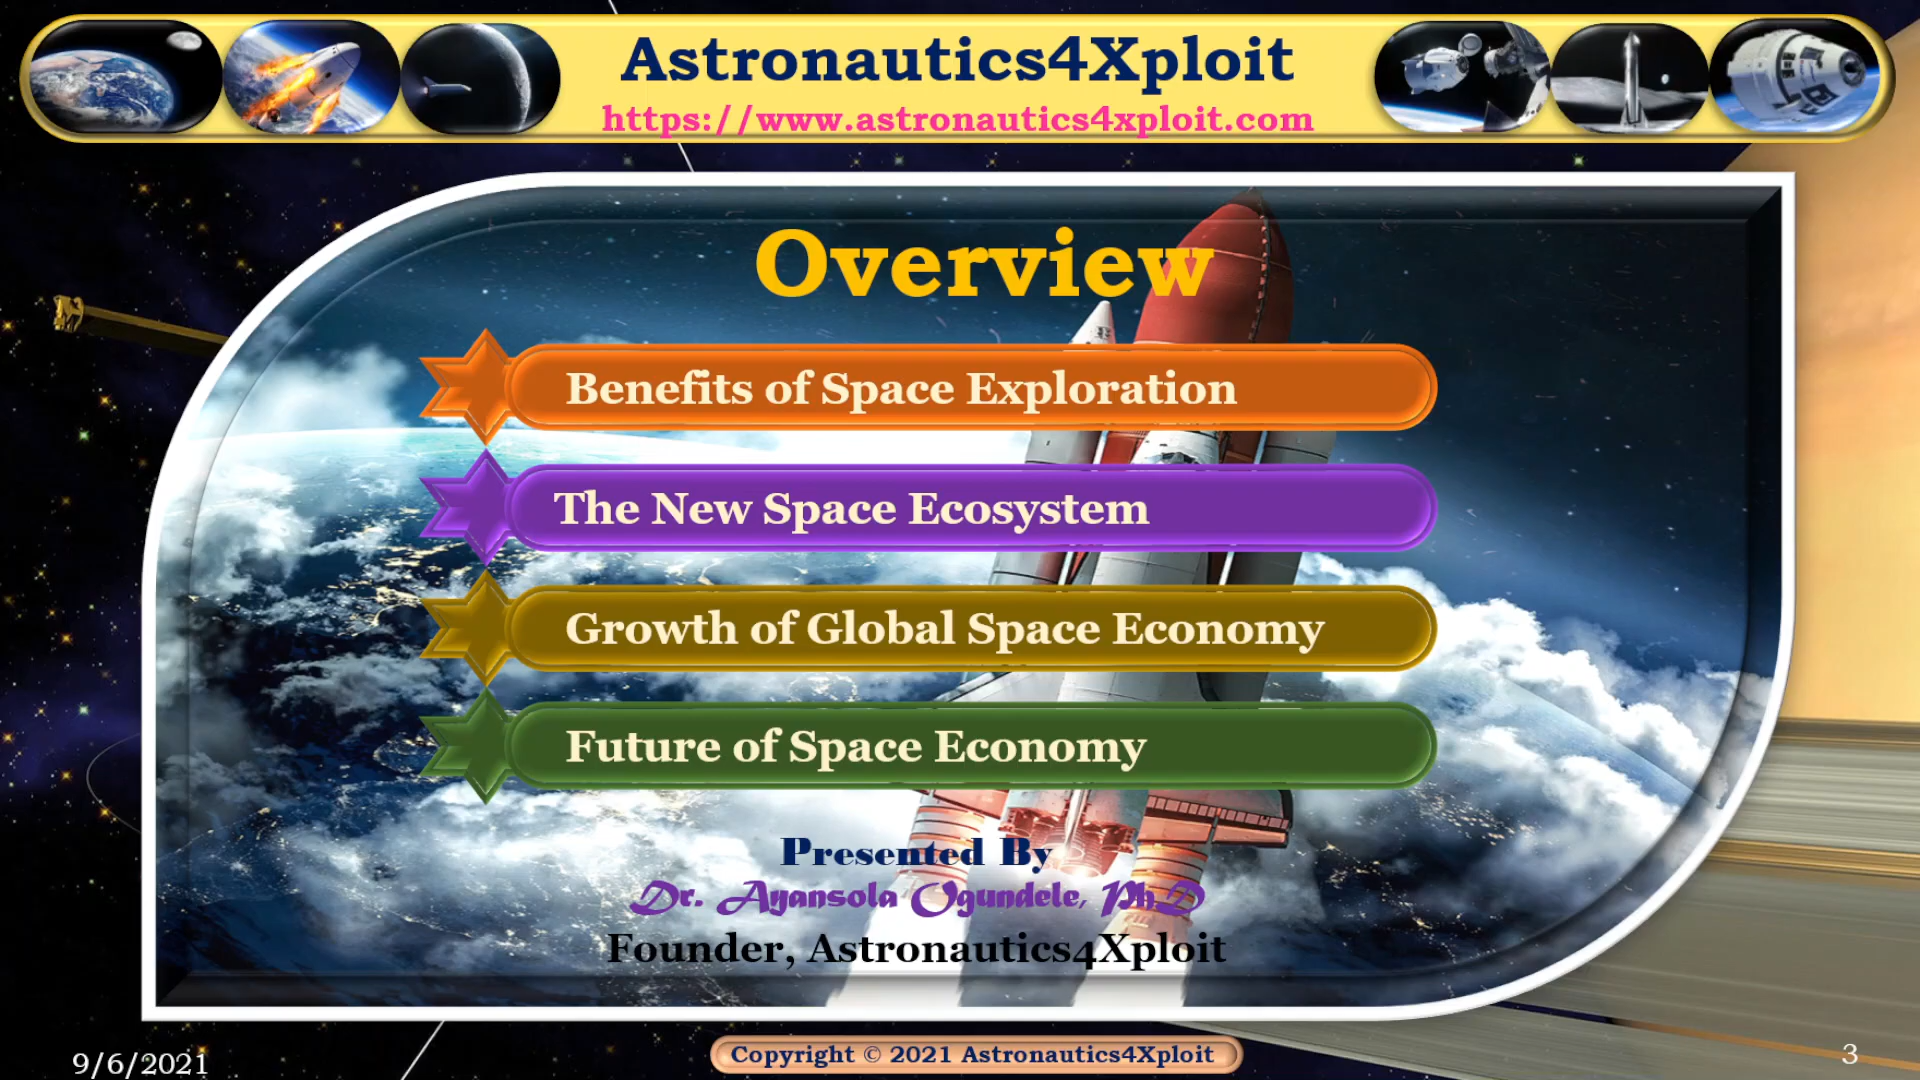 Astronautics4Xploit
https://www.astronautics4xploit.com
Overview
Benefits of Space Exploration
The New Space Ecosystem
Growth of Global Space Economy
Future of Space Economy
Presented By
Dr. Ayansola Ogundele, Ph.D
Founder, Astronautics4Xploit
9/6/2021
Copyright © 2021 Astronautics4Xploit
3